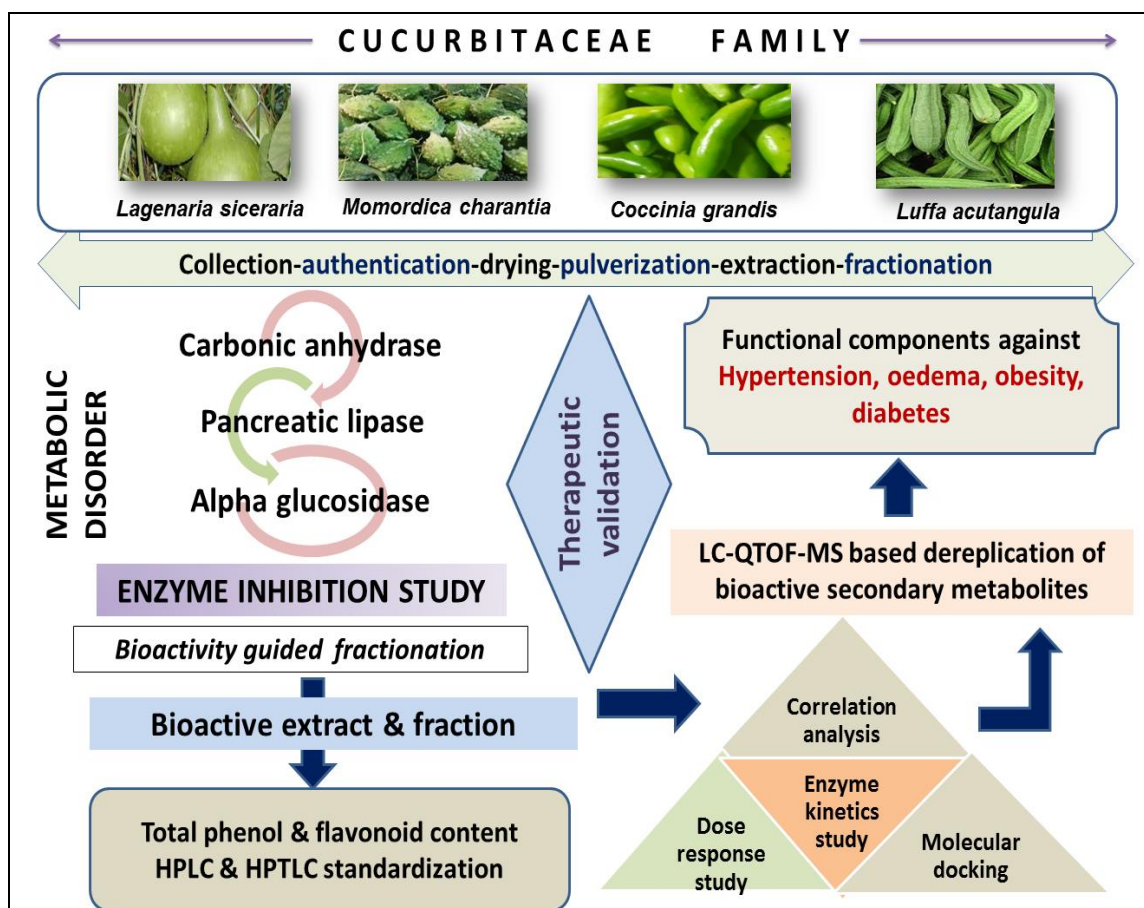 CUCURBITACEAE FAMILY
Lagenaria siceraria
Momordica charantia
Coccinia grandis
Luffa acutangula
Collection-authentication-drying-pulverization-extraction-fractionation
METABOLIC
DISORDER
Carbonic anhydrase
Pancreatic lipase
Alpha glucosidase
ENZYME INHIBITION STUDY
Bioactivity guided fractionation
Bioactive extract & fraction
Total phenol & flavonoid content
HPLC & HPTLC standardization
Therapeutic
validation
Functional components against
Hypertension, oedema, obesity,
diabetes
LC-QTOF-MS based dereplication of
bioactive secondary metabolites
Correlation
analysis
Enzyme
kinetics
study
Dose
response
study
Molecular
docking